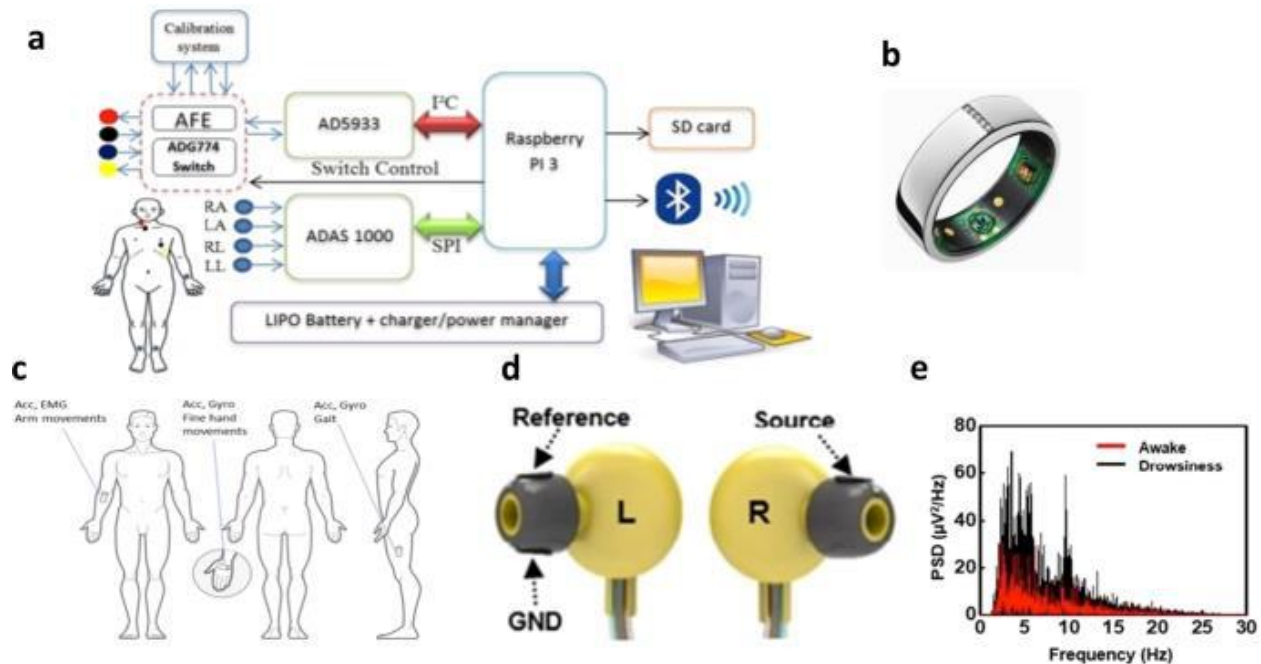 a
Calibration
system
AFE
ADG774
Switch
AD5933
I²C
Switch Control
Raspberry
PI 3
SD card
RA
LA
RL
LL
ADAS 1000
SPI
LIPO Battery + charger/power manager
b
c
Acc, EMG
Arm movements
Acc, Gyro
Fine hand
movements
Acc, Gyro
Gait
d
Reference
Source
L
R
GND
e
80
60
40
20
0
PSD (µV²/Hz)
Awake
Drowsiness
0 5 10 15 20 25 30
Frequency (Hz)